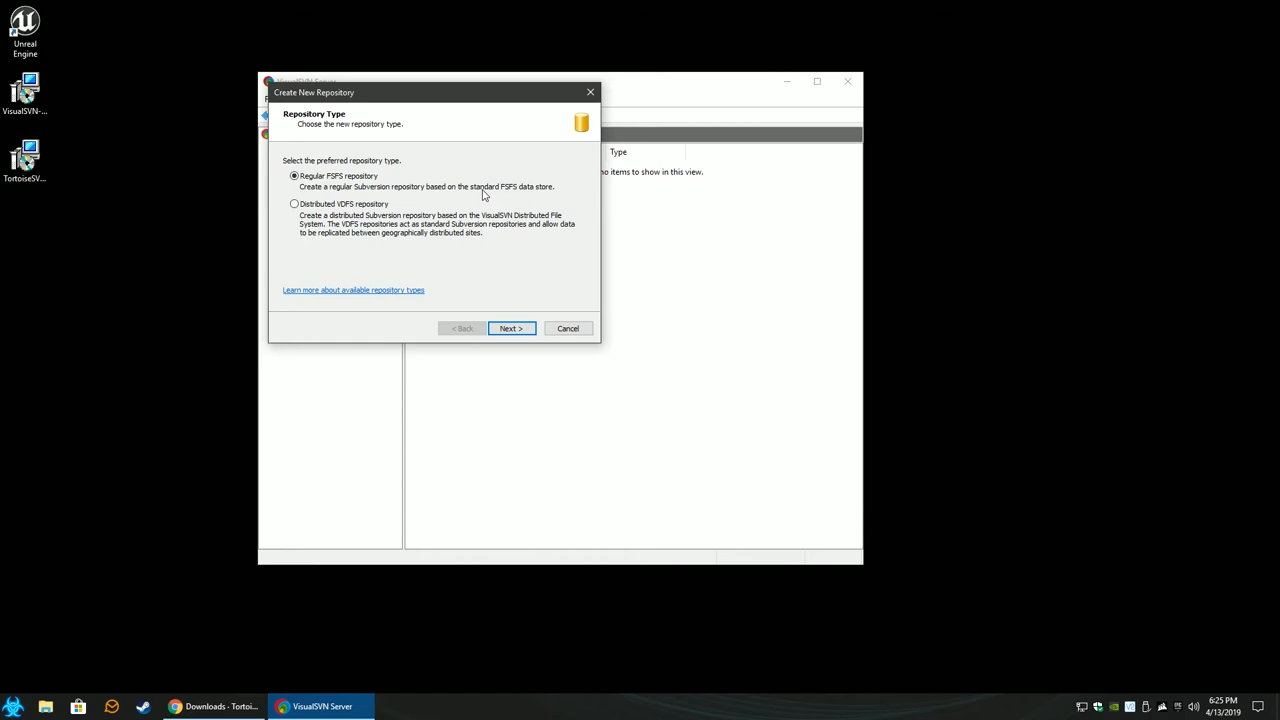 Unreal
Engine
VisualSVN-...
TortoiseSV...
VisualSVN Server
Create New Repository
Repository Type
Choose the new repository type.
Select the preferred repository type.
Regular FSFS repository
Create a regular Subversion repository based on the standard FSFS data store.
Distributed VDFS repository
Create a distributed Subversion repository based on the VisualSVN Distributed File
System. The VDFS repositories act as standard Subversion repositories and allow data
to be replicated between geographically distributed sites.
Learn more about available repository types
< Back
Next >
Cancel
Type
no items to show in this view.
Downloads - Tortoi...
VisualSVN Server
6:25 PM
4/13/2019